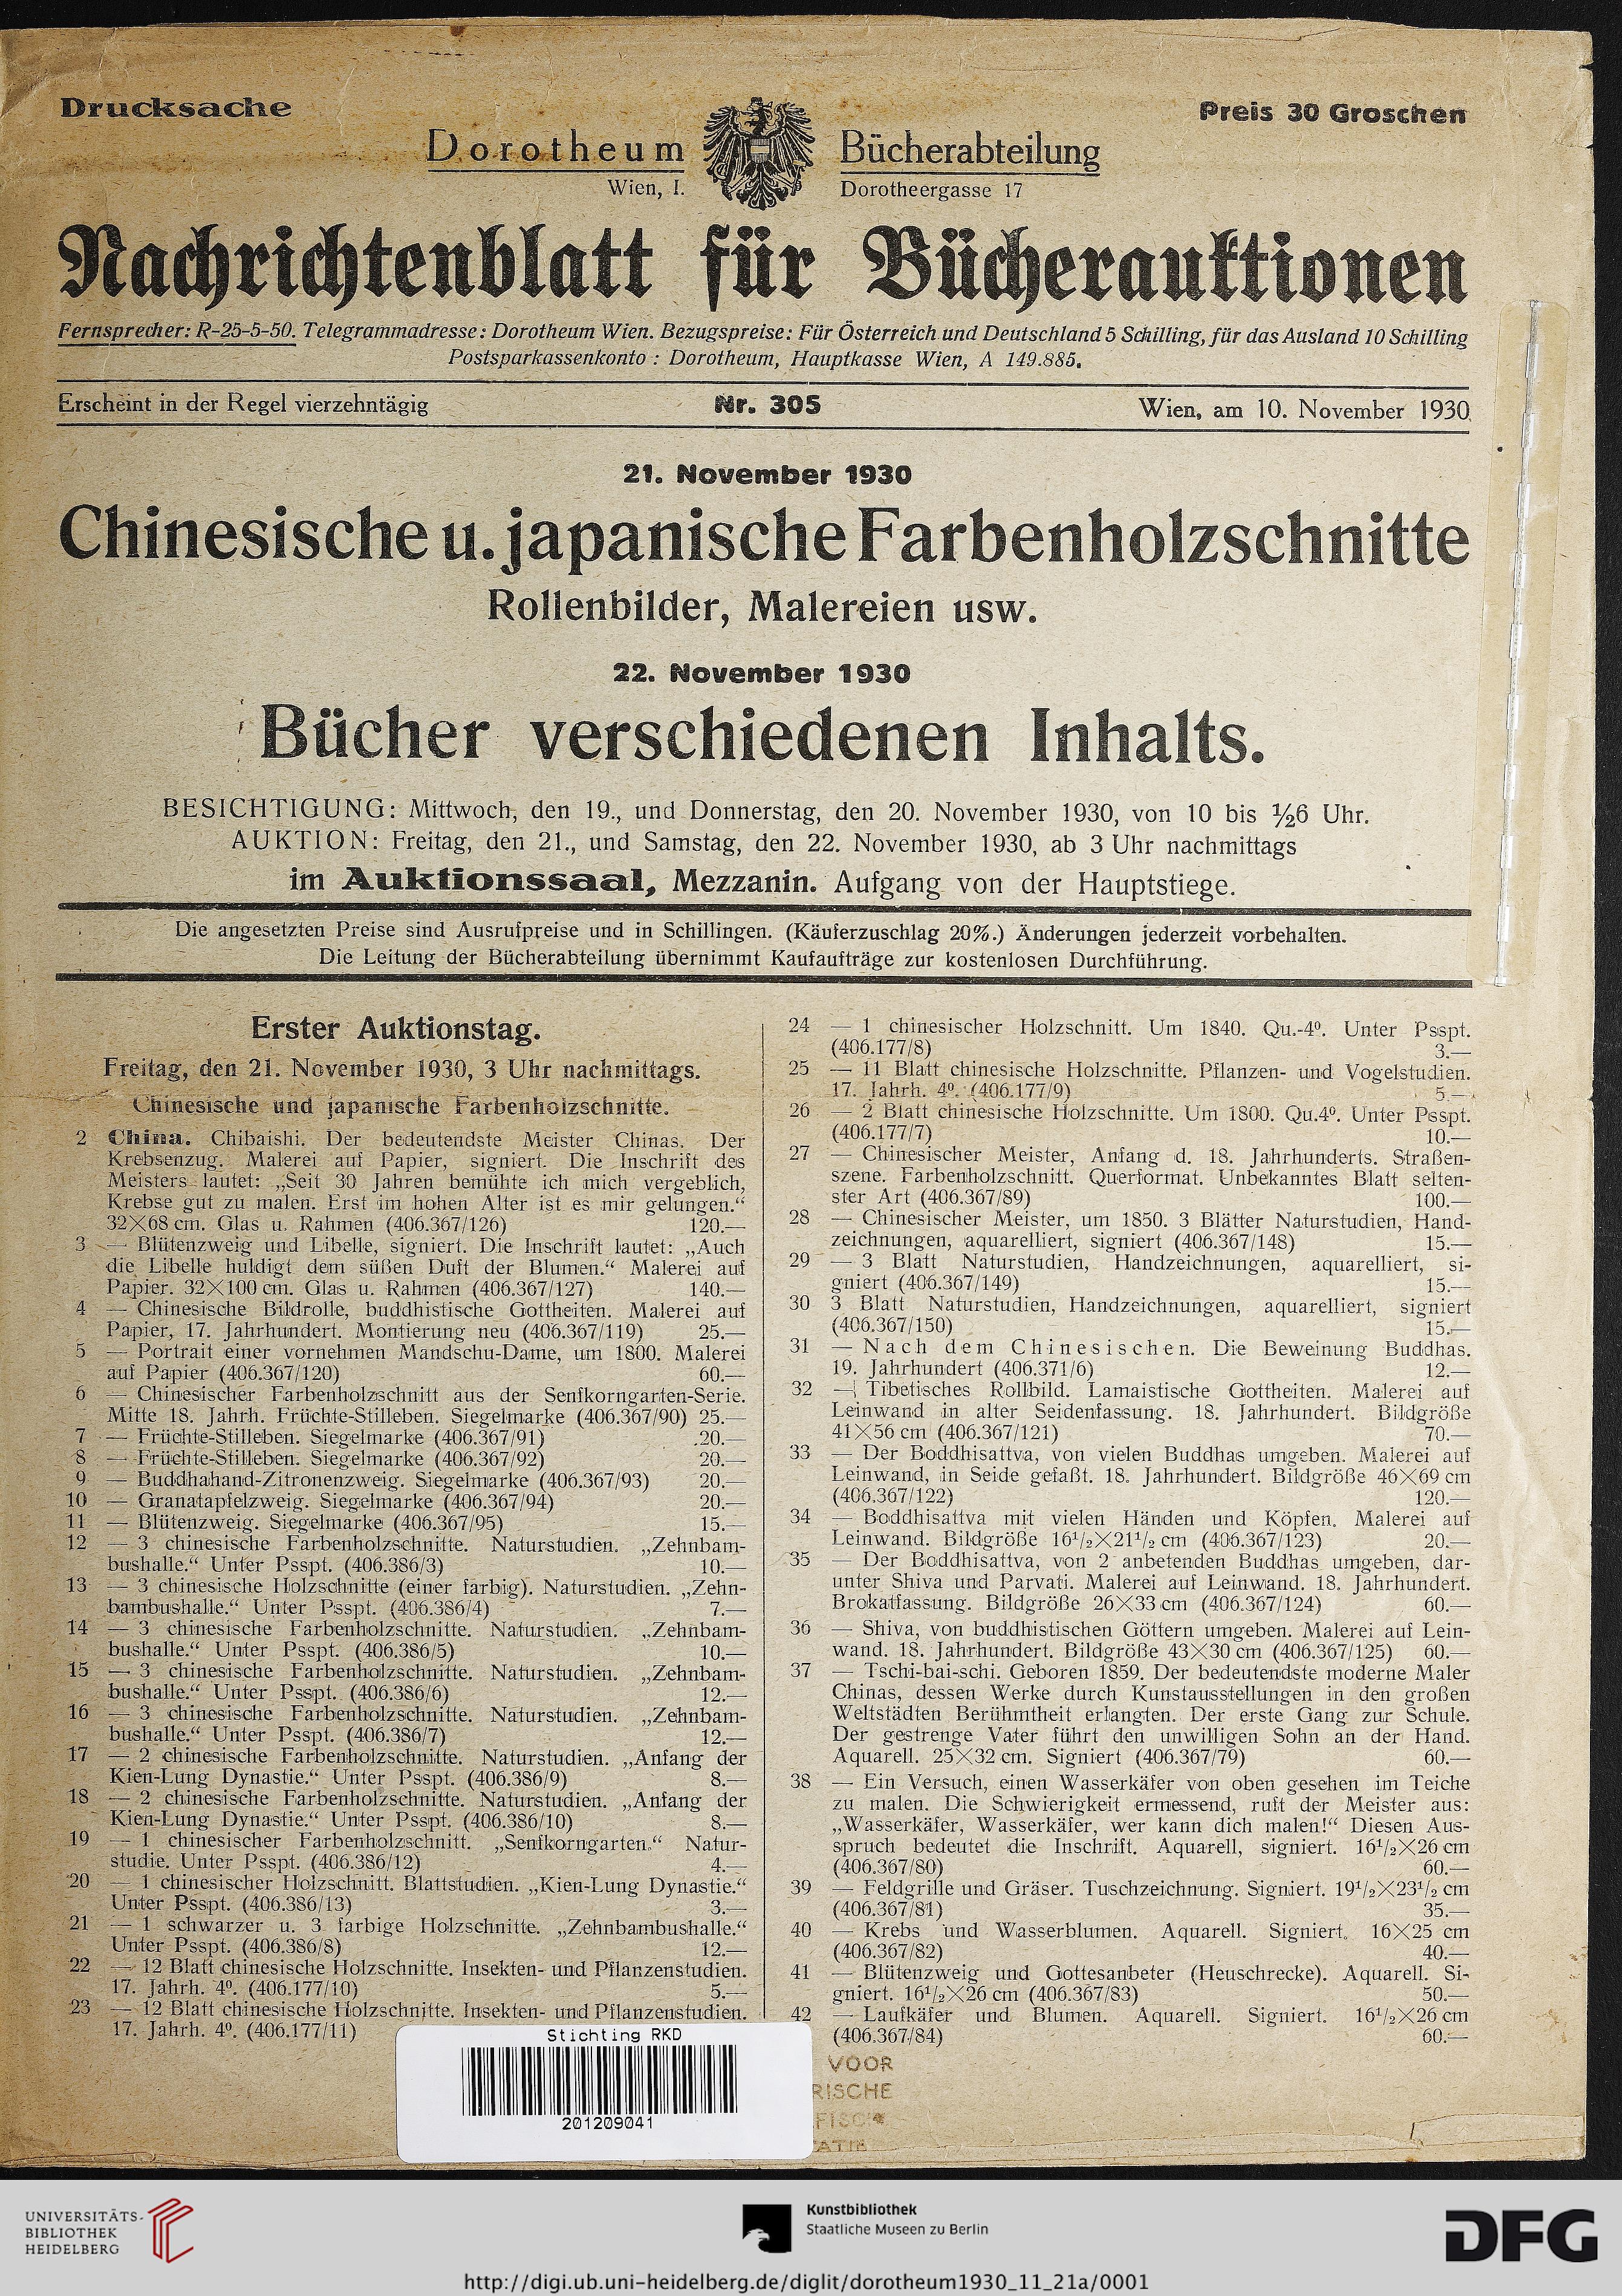 Drucksache
Preis 30 Groschen
Dorotheum
Bücherabteilung
Wien, I.
Dorotheergasse 17
Nachrichtenblatt für Bücherauktionen
Fernsprecher: R-25-5-50. Telegrammadresse: Dorotheum Wien. Bezugspreise: Für Österreich und Deutschland 5 Schilling, für das Ausland 10 Schilling
Postsparkassenkonto : Dorotheum, Hauptkasse Wien, A 149.885.
Erscheint in der Regel vierzehntägig
Nr. 305
Wien, am 10. November 1930
21. November 1930
Chinesische u. japanische Farbenholzschnitte
Rollenbilder, Malereien usw.
22. November 1930
Bücher verschiedenen Inhalts.
BESICHTIGUNG: Mittwoch, den 19., und Donnerstag, den 20. November 1930, von 10 bis ½6 Uhr.
AUKTION: Freitag, den 21., und Samstag, den 22. November 1930, ab 3 Uhr nachmittags
im Auktionssaal, Mezzanin. Aufgang von der Hauptstiege.
Die angesetzten Preise sind Ausrufpreise und in Schillingen. (Käuferzuschlag 20%.) Änderungen jederzeit vorbehalten.
Die Leitung der Bücherabteilung übernimmt Kaufaufträge zur kostenlosen Durchführung.
Erster Auktionstag.
Freitag, den 21. November 1930, 3 Uhr nachmittags.
Chinesische und japanische Farbenholzschnitte.
2 China. Chibaishi. Der bedeutendste Meister Chinas. Der
Krebsenzug. Malerei auf Papier, signiert. Die Inschrift des
Meisters lautet: „Seit 30 Jahren bemühte ich mich vergeblich,
Krebse gut zu malen. Erst im hohen Alter ist es mir gelungen.“
32×68 cm. Glas u. Rahmen (406.367/126) 120.—
3 — Blütenzweig und Libelle, signiert. Die Inschrift lautet: „Auch
die Libelle huldigt dem süßen Duft der Blumen.“ Malerei auf
Papier. 32×100 cm. Glas u. Rahmen (406.367/127) 140.—
4 — Chinesische Bildrolle, buddhistische Gottheiten. Malerei auf
Papier, 17. Jahrhundert. Montierung neu (406.367/119) 25.—
5 — Portrait einer vornehmen Mandschu-Dame, um 1800. Malerei
auf Papier (406.367/120) 60.—
6 — Chinesischer Farbenholzschnitt aus der Senfkorngarten-Serie.
Mitte 18. Jahrh. Früchte-Stilleben. Siegelmarke (406.367/90) 25.—
7 — Früchte-Stilleben. Siegelmarke (406.367/91) 20.—
8 — Früchte-Stilleben. Siegelmarke (406.367/92) 20.—
9 — Buddhahand-Zitronenzweig. Siegelmarke (406.367/93) 20.—
10 — Granatapfelzweig. Siegelmarke (406.367/94) 20.—
11 — Blütenzweig. Siegelmarke (406.367/95) 15.—
12 — 3 chinesische Farbenholzschnitte. Naturstudien. „Zehnbam-
bushalle.“ Unter Psspt. (406.386/3) 10.—
13 — 3 chinesische Holzschnitte (einer farbig). Naturstudien. „Zehn-
bambushalle.“ Unter Psspt. (406.386/4) 7.—
14 — 3 chinesische Farbenholzschnitte. Naturstudien. „Zehnbam-
bushalle.“ Unter Psspt. (406.386/5) 10.—
15 — 3 chinesische Farbenholzschnitte. Naturstudien. „Zehnbam-
bushalle.“ Unter Psspt. (406.386/6) 12.—
16 — 3 chinesische Farbenholzschnitte. Naturstudien. „Zehnbam-
bushalle.“ Unter Psspt. (406.386/7) 12.—
17 — 2 chinesische Farbenholzschnitte. Naturstudien. „Anfang der
Kien-Lung Dynastie.“ Unter Psspt. (406.386/9) 8.—
18 — 2 chinesische Farbenholzschnitte. Naturstudien. „Anfang der
Kien-Lung Dynastie.“ Unter Psspt. (406.386/10) 8.—
19 — 1 chinesischer Farbenholzschnitt. „Senfkorngarten.“ Natur-
studie. Unter Psspt. (406.386/12) 4.—
20 — 1 chinesischer Holzschnitt. Blattstudien. „Kien-Lung Dynastie.“
Unter Psspt. (406.386/13) 3.—
21 — 1 schwarzer u. 3 farbige Holzschnitte. „Zehnbambushalle.“
Unter Psspt. (406.386/8) 12.—
22 — 12 Blatt chinesische Holzschnitte. Insekten- und Pflanzenstudien.
17. Jahrh. 4⁰. (406.177/10) 5.—
23 — 12 Blatt chinesische Holzschnitte. Insekten- und Pflanzenstudien.
17. Jahrh. 4⁰. (406.177/11)
24 — 1 chinesischer Holzschnitt. Um 1840. Qu.-4⁰. Unter Psspt.
(406.177/8) 3.—
25 — 11 Blatt chinesische Holzschnitte. Pflanzen- und Vogelstudien.
17. Jahrh. 4⁰. (406.177/9) 5.—
26 — 2 Blatt chinesische Holzschnitte. Um 1800. Qu.4⁰. Unter Psspt.
(406.177/7) 10.—
27 — Chinesischer Meister, Anfang d. 18. Jahrhunderts. Straßen-
szene. Farbenholzschnitt. Querformat. Unbekanntes Blatt selten-
ster Art (406.367/89) 100.—
28 — Chinesischer Meister, um 1850. 3 Blätter Naturstudien, Hand-
zeichnungen, aquarelliert, signiert (406.367/148) 15.—
29 — 3 Blatt Naturstudien, Handzeichnungen, aquarelliert, si-
gniert (406.367/149) 15.—
30 3 Blatt Naturstudien, Handzeichnungen, aquarelliert, signiert
(406.367/150) 15.—
31 — Nach dem Chinesischen. Die Beweinung Buddhas.
19. Jahrhundert (406.371/6) 12.—
32 — Tibetisches Rollbild. Lamaistische Gottheiten. Malerei auf
Leinwand in alter Seidenfassung. 18. Jahrhundert. Bildgröße
41×56 cm (406.367/121) 70.—
33 — Der Boddhisattva, von vielen Buddhas umgeben. Malerei auf
Leinwand, in Seide gefaßt. 18. Jahrhundert. Bildgröße 46×69 cm
(406.367/122) 120.—
34 — Boddhisattva mit vielen Händen und Köpfen. Malerei auf
Leinwand. Bildgröße 16¹/₂×21¹/₂ cm (406.367/123) 20.—
35 — Der Boddhisattva, von 2 anbetenden Buddhas umgeben, dar-
unter Shiva und Parvati. Malerei auf Leinwand. 18. Jahrhundert.
Brokatfassung. Bildgröße 26×33 cm (406.367/124) 60.—
36 — Shiva, von buddhistischen Göttern umgeben. Malerei auf Lein-
wand. 18. Jahrhundert. Bildgröße 43×30 cm (406.367/125) 60.—
37 — Tschi-bai-schi. Geboren 1859. Der bedeutendste moderne Maler
Chinas, dessen Werke durch Kunstausstellungen in den großen
Weltstädten Berühmtheit erlangten. Der erste Gang zur Schule.
Der gestrenge Vater führt den unwilligen Sohn an der Hand.
Aquarell. 25×32 cm. Signiert (406.367/79) 60.—
38 — Ein Versuch, einen Wasserkäfer von oben gesehen im Teiche
zu malen. Die Schwierigkeit ermessend, ruft der Meister aus:
„Wasserkäfer, Wasserkäfer, wer kann dich malen!“ Diesen Aus-
spruch bedeutet die Inschrift. Aquarell, signiert. 16¹/₂×26 cm
(406.367/80) 60.—
39 — Feldgrille und Gräser. Tuschzeichnung. Signiert. 19¹/₂×23¹/₂ cm
(406.367/81) 35.—
40 — Krebs und Wasserblumen. Aquarell. Signiert. 16×25 cm
(406.367/82) 40.—
41 — Blütenzweig und Gottesanbeter (Heuschrecke). Aquarell. Si-
gniert. 16¹/₂×26 cm (406.367/83) 50.—
42 — Laufkäfer und Blumen. Aquarell. Signiert. 16¹/₂×26 cm
(406.367/84) 60.—
Stichting RKD
201209041
VOOR
RISCHE
UNIVERSITÄTS-
BIBLIOTHEK
HEIDELBERG
Kunstbibliothek
Staatliche Museen zu Berlin
DFG
http://digi.ub.uni-heidelberg.de/diglit/dorotheum1930_11_21a/0001